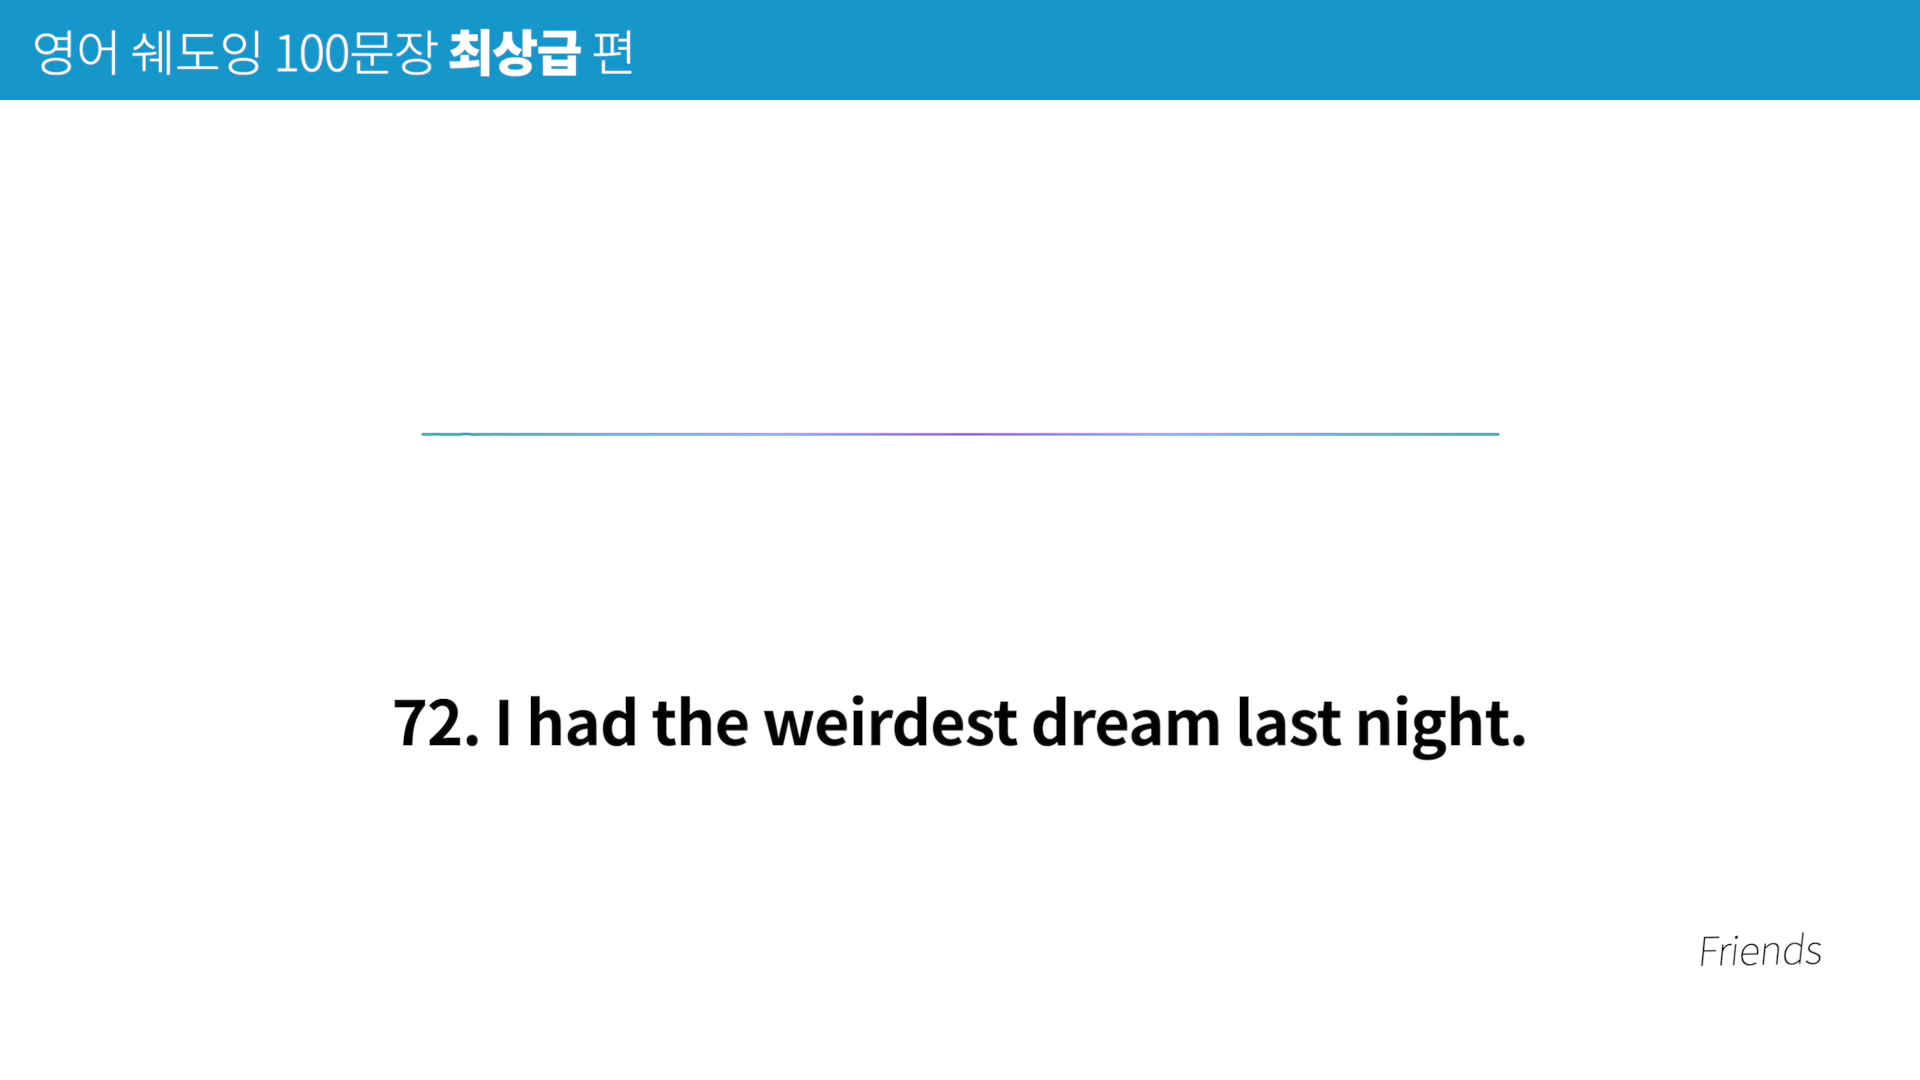 영어 쉐도잉 100문장 최상급 편
72. I had the weirdest dream last night.
Friends